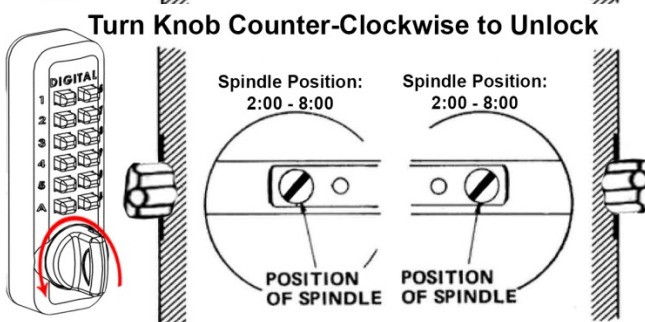 Turn Knob Counter-Clockwise to Unlock
DIGITAL
1
2
3
4
5
A
Spindle Position:
2:00 - 8:00
Spindle Position:
2:00 - 8:00
POSITION
OF SPINDLE
POSITION
OF SPINDLE